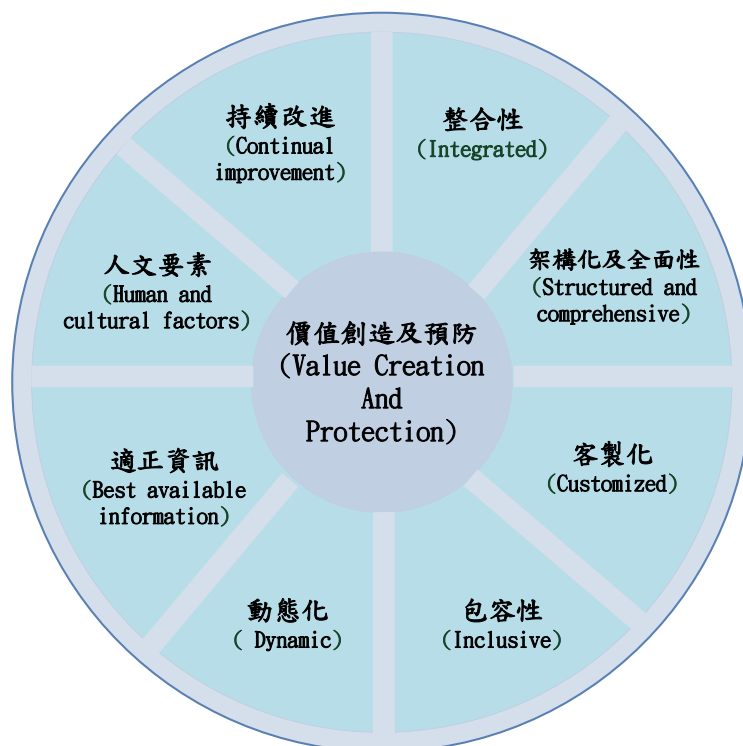 持續改進
(Continual
improvement)
整合性
(Integrated)
架構化及全面性
(Structured and
comprehensive)
客製化
(Customized)
包容性
(Inclusive)
動態化
( Dynamic)
適正資訊
(Best available
information)
人文要素
(Human and
cultural factors)
價值創造及預防
(Value Creation
And
Protection)